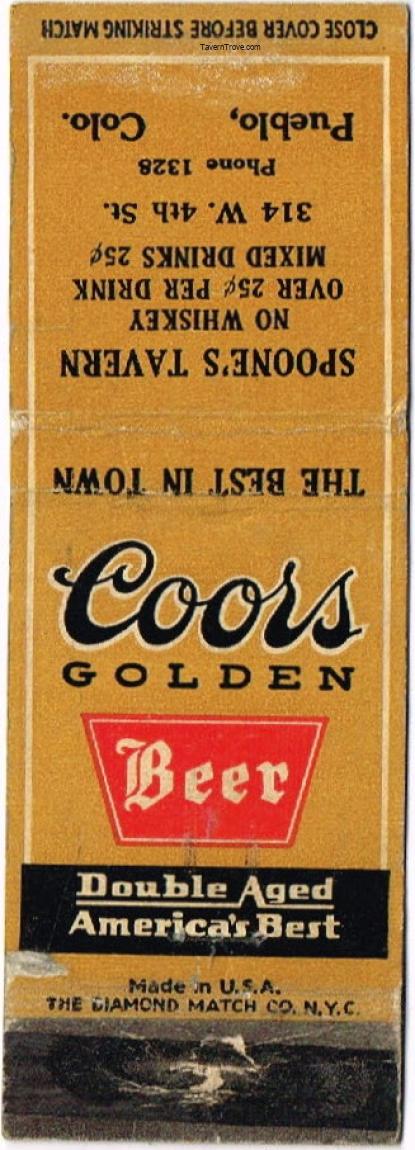 TavernTrove.com
THE BEST IN TOWN
SPOONE'S TAVERN
NO WHISKEY
OVER 25¢ PER DRINK
MIXED DRINKS 25¢
314 W. 4th St.
Phone 1328
Pueblo, Colo.
CLOSE COVER BEFORE STRIKING MATCH
Coors
GOLDEN
Beer
Double Aged
America's Best
Made in U.S.A.
THE DIAMOND MATCH CO. N.Y.C.